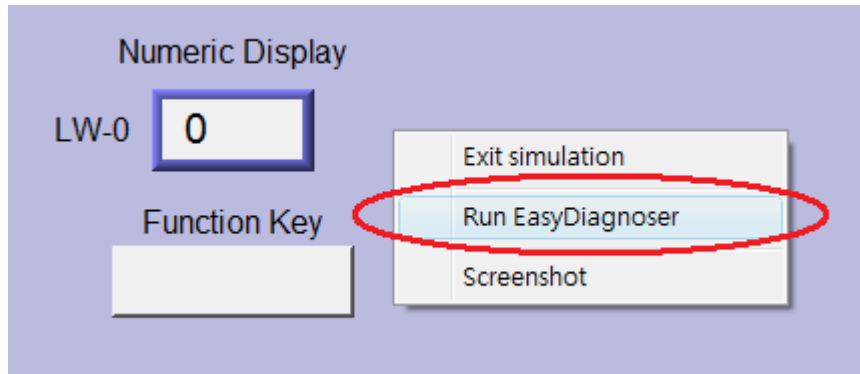 Numeric Display
LW-0
0
Function Key
Exit simulation
Run EasyDiagnoser
Screenshot